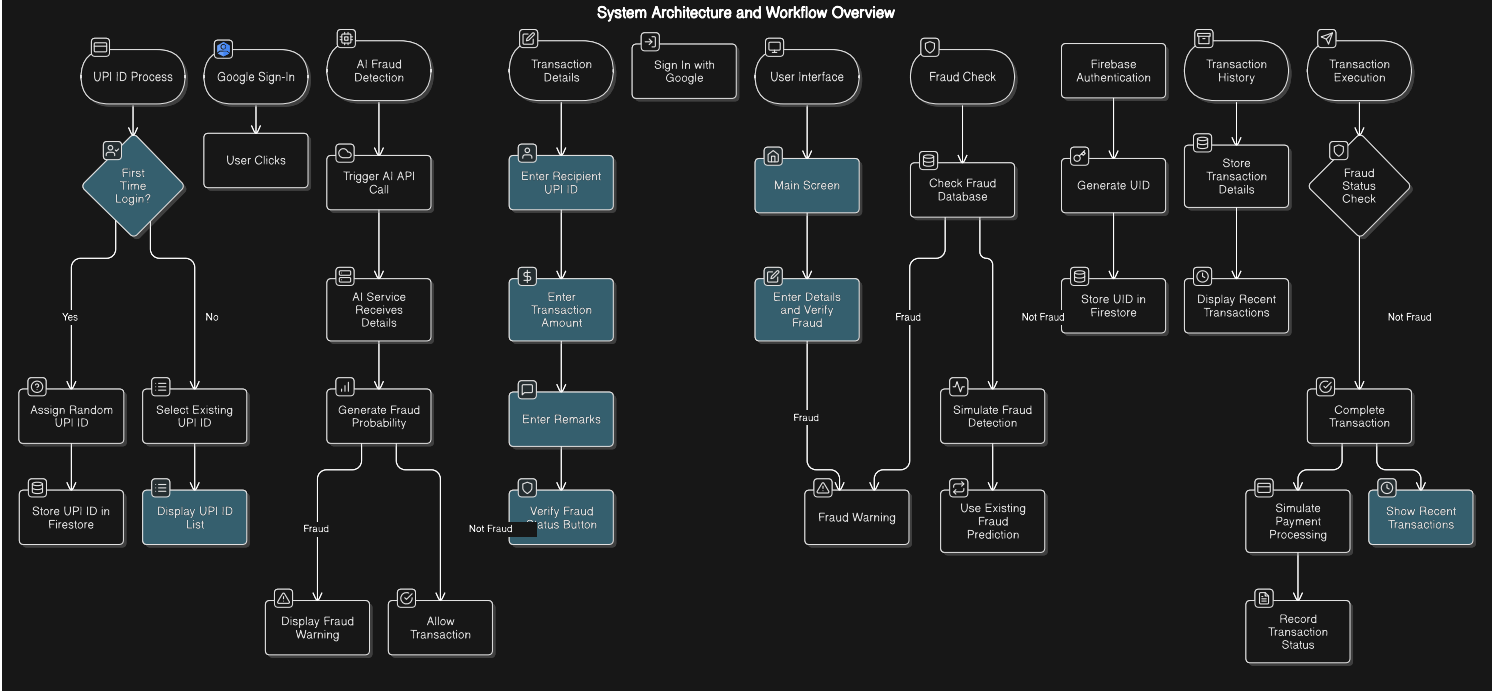 System Architecture and Workflow Overview
UPI ID Process
Google Sign-In
AI Fraud
Detection
Transaction
Details
Sign In with
Google
User Interface
Fraud Check
Firebase
Authentication
Transaction
History
Transaction
Execution
First
Time
Login?
User Clicks
Trigger AI API
Call
Enter Recipient
UPI ID
Main Screen
Check Fraud
Database
Generate UID
Store
Transaction
Details
Fraud
Status
Check
Yes
No
AI Service
Receives
Details
Enter
Transaction
Amount
Enter Details
and Verify
Fraud
Fraud
Not Fraud
Store UID in
Firestore
Display Recent
Transactions
Not Fraud
Assign Random
UPI ID
Select Existing
UPI ID
Generate Fraud
Probability
Enter Remarks
Fraud
Simulate Fraud
Detection
Complete
Transaction
Store UPI ID in
Firestore
Display UPI ID
List
Fraud
Not Fraud
Verify Fraud
Status Button
Fraud Warning
Use Existing
Fraud
Prediction
Simulate
Payment
Processing
Show Recent
Transactions
Display Fraud
Warning
Allow
Transaction
Record
Transaction
Status